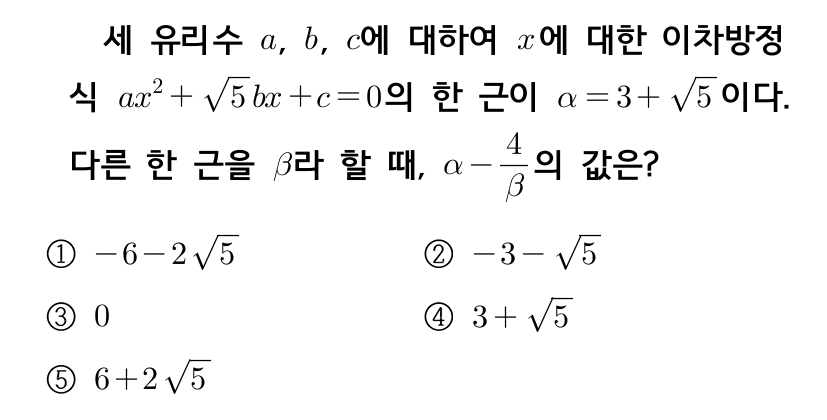 세 유리수 $a$, $b$, $c$에 대하여 $x$에 대한 이차방정
식 $ax^2+\sqrt{5}bx+c=0$의 한 근이 $\alpha=3+\sqrt{5}$이다.
다른 한 근을 $\beta$라 할 때, $\alpha-\frac{4}{\beta}$의 값은?
① $-6-2\sqrt{5}$ ② $-3-\sqrt{5}$
③ $0$ ④ $3+\sqrt{5}$
⑤ $6+2\sqrt{5}$